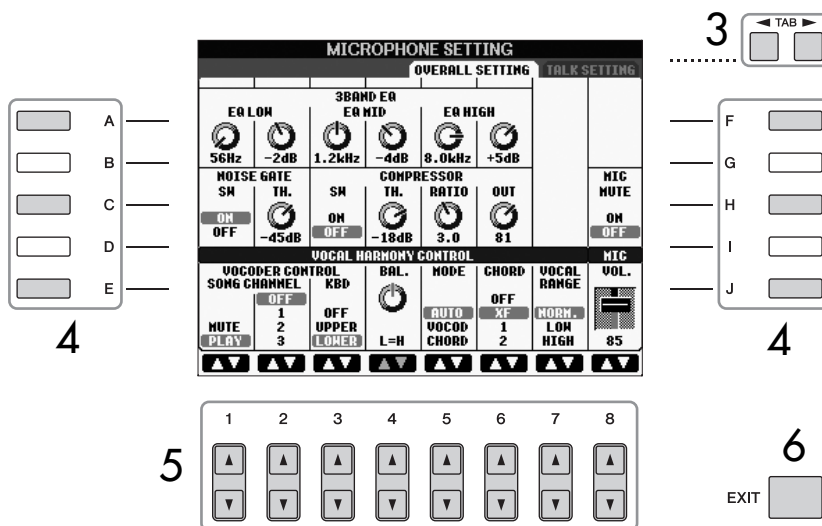 3
◄ TAB ►
MICROPHONE SETTING
OVERALL SETTING TALK SETTING
3BAND EQ
EQ LOW EQ MID EQ HIGH
56Hz -2dB 1.2kHz -4dB 8.0kHz +5dB
NOISE GATE COMPRESSOR MIC
SW TH. SW TH. RATIO OUT MUTE
ON ON ON
OFF -45dB OFF -18dB 3.0 81 OFF
VOCAL HARMONY CONTROL MIC
VOCODER CONTROL BAL. MODE CHORD VOCAL VOL.
SONG CHANNEL KBD RANGE
OFF OFF
1 OFF AUTO XF NORM.
MUTE 2 UPPER VOCOD 1 LOW
PLAY 3 LOWER L=H CHORD 2 HIGH 85
A
B
C
D
E
4
F
G
H
I
J
4
5
1 2 3 4 5 6 7 8
6
EXIT